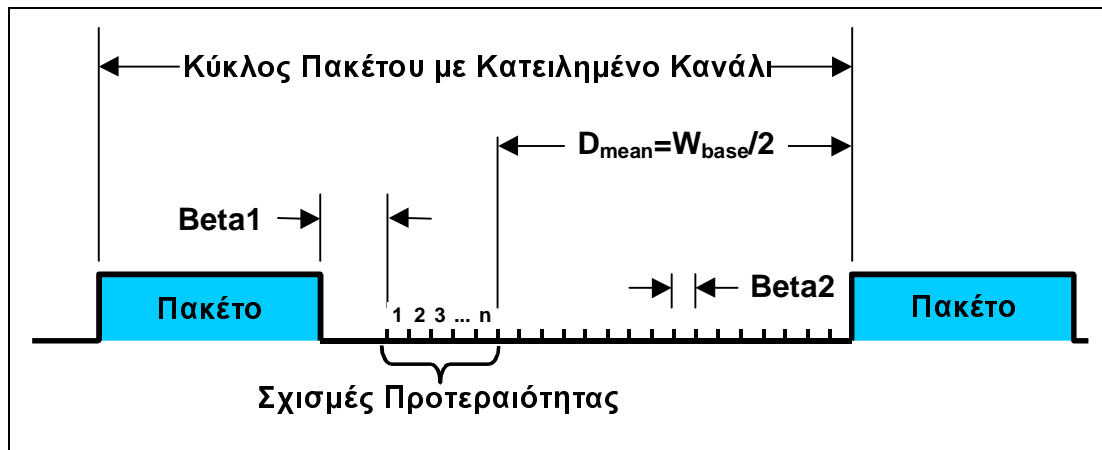 Κύκλος Πακέτου με Κατειλημένο Κανάλι
Dmean=Wbase/2
Beta1
Beta2
Πακέτο
1 2 3 ... n
Πακέτο
Σχισμές Προτεραιότητας